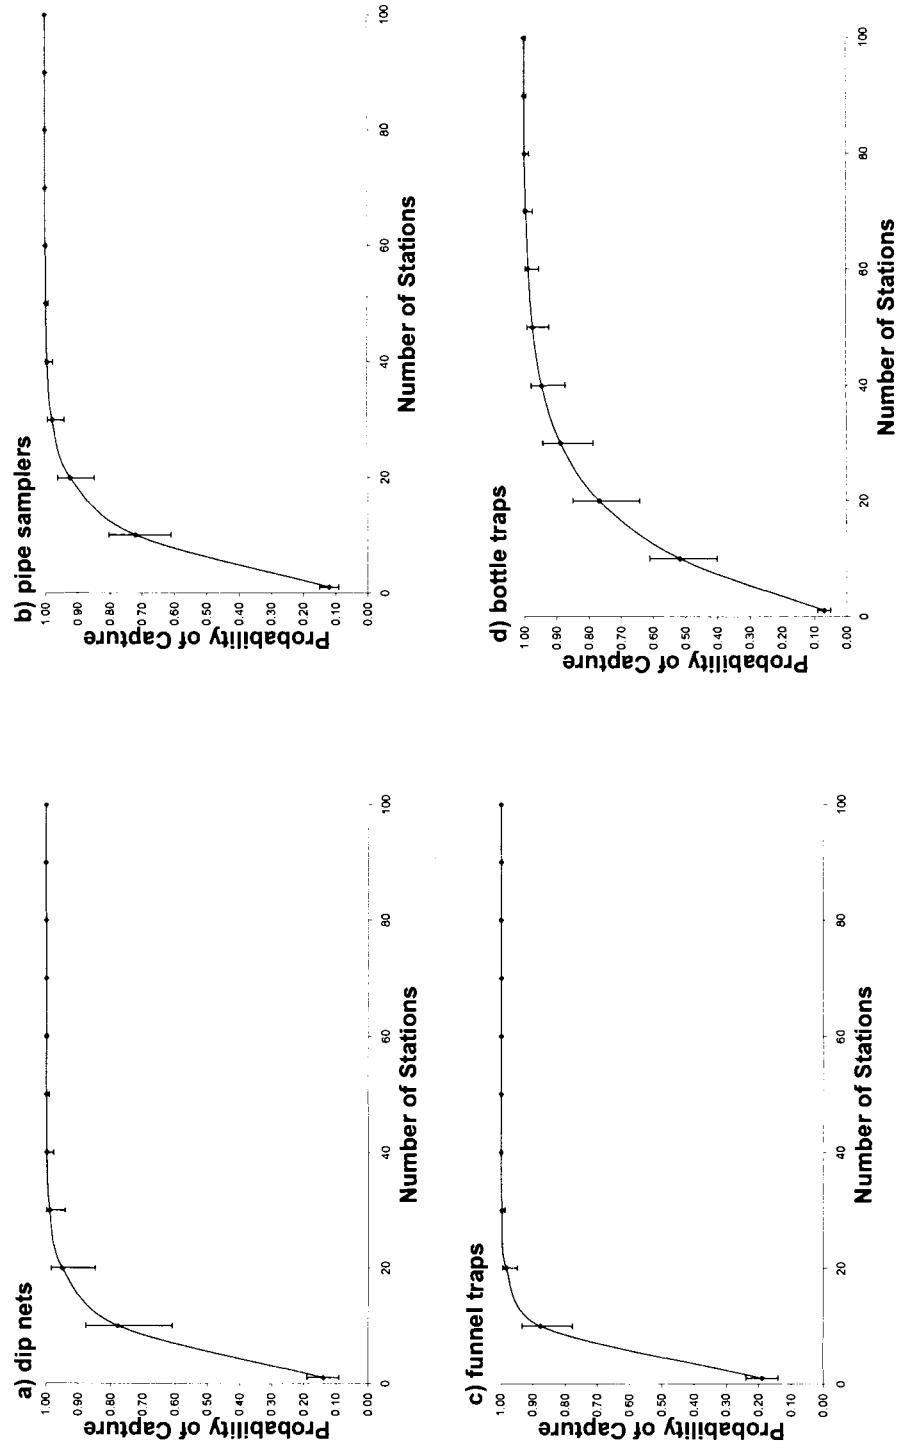 a) dip nets
Probability of Capture
1.00
0.90
0.80
0.70
0.60
0.50
0.40
0.30
0.20
0.10
0.00
0 20 40 60 80 100
Number of Stations
b) pipe samplers
Probability of Capture
1.00
0.90
0.80
0.70
0.60
0.50
0.40
0.30
0.20
0.10
0.00
0 20 40 60 80 100
Number of Stations
c) funnel traps
Probability of Capture
1.00
0.90
0.80
0.70
0.60
0.50
0.40
0.30
0.20
0.10
0.00
0 20 40 60 80 100
Number of Stations
d) bottle traps
Probability of Capture
1.00
0.90
0.80
0.70
0.60
0.50
0.40
0.30
0.20
0.10
0.00
0 20 40 60 80 100
Number of Stations